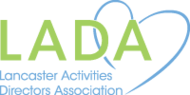 LADA
Lancaster Activities
Directors Association